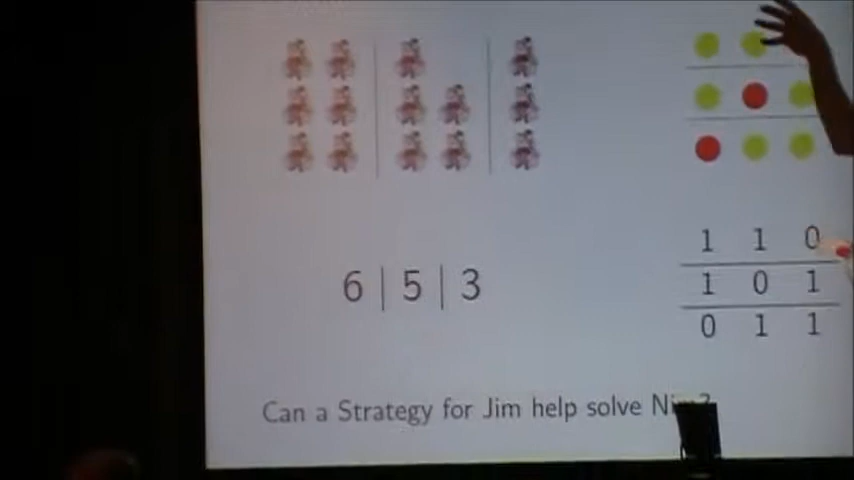 6 | 5 | 3
1 1 0
1 0 1
0 1 1
Can a Strategy for Jim help solve